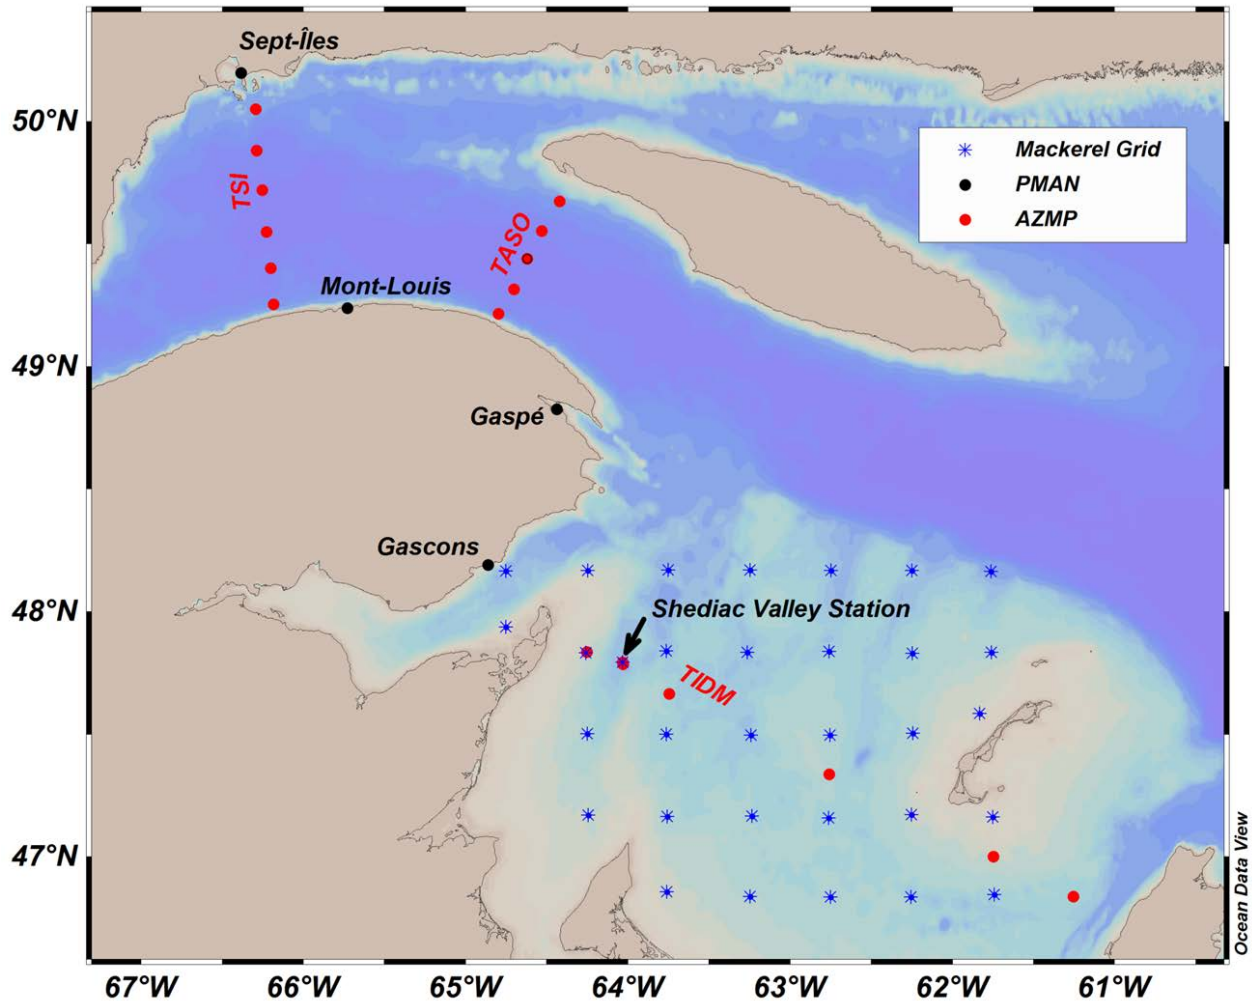 Sept-Îles
50°N
Mackerel Grid
PMAN
AZMP
TSI
TASO
Mont-Louis
49°N
Gaspé
Gascons
48°N
Shediac Valley Station
TIDM
47°N
Ocean Data View
67°W
66°W
65°W
64°W
63°W
62°W
61°W